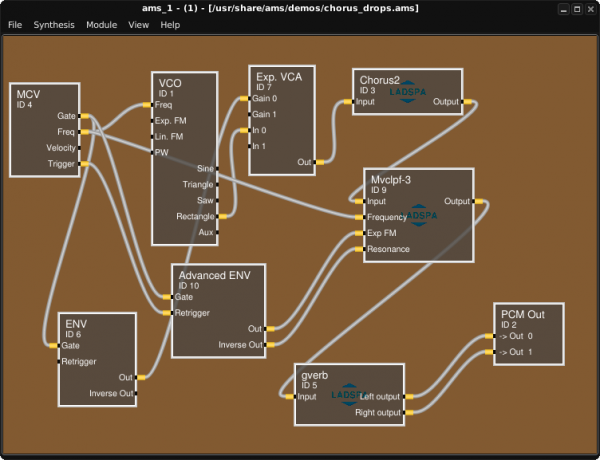 ams_1 - (1) - [/usr/share/ams/demos/chorus_drops.ams]
File Synthesis Module View Help
MCV
ID 4
Gate
Freq
Velocity
Trigger
VCO
ID 1
Freq
Exp. FM
Lin. FM
PW
Sine
Triangle
Saw
Rectangle
Aux
Exp. VCA
ID 7
Gain 0
Gain 1
In 0
In 1
Out
Chorus2
ID 3
LADSPA
Input
Output
Mvclpf-3
ID 9
LADSPA
Input
Output
Frequency
Exp FM
Resonance
Advanced ENV
ID 10
Gate
Retrigger
Out
Inverse Out
ENV
ID 6
Gate
Retrigger
Out
Inverse Out
PCM Out
ID 2
-> Out 0
-> Out 1
gverb
ID 5
LADSPA
Input
Left output
Right output